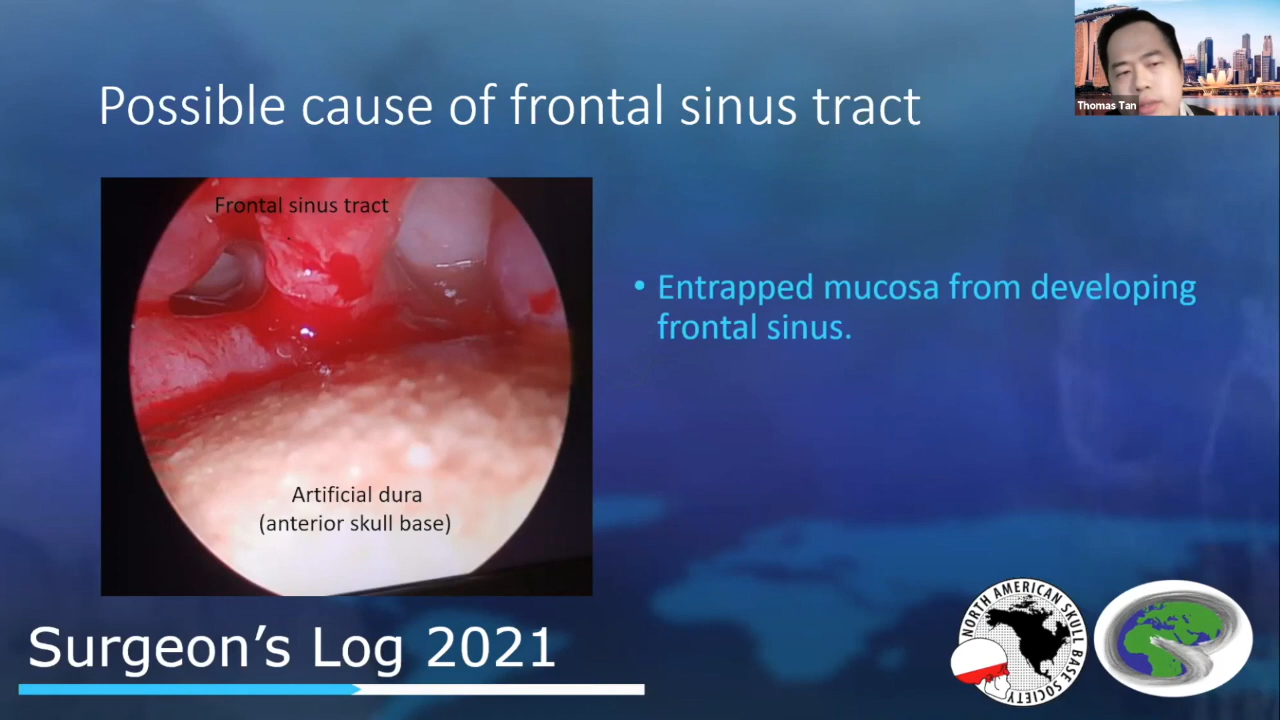 Possible cause of frontal sinus tract
Thomas Tan
Frontal sinus tract
• Entrapped mucosa from developing
frontal sinus.
Artificial dura
(anterior skull base)
Surgeon’s Log 2021
NORTH AMERICAN SKULL BASE SOCIETY